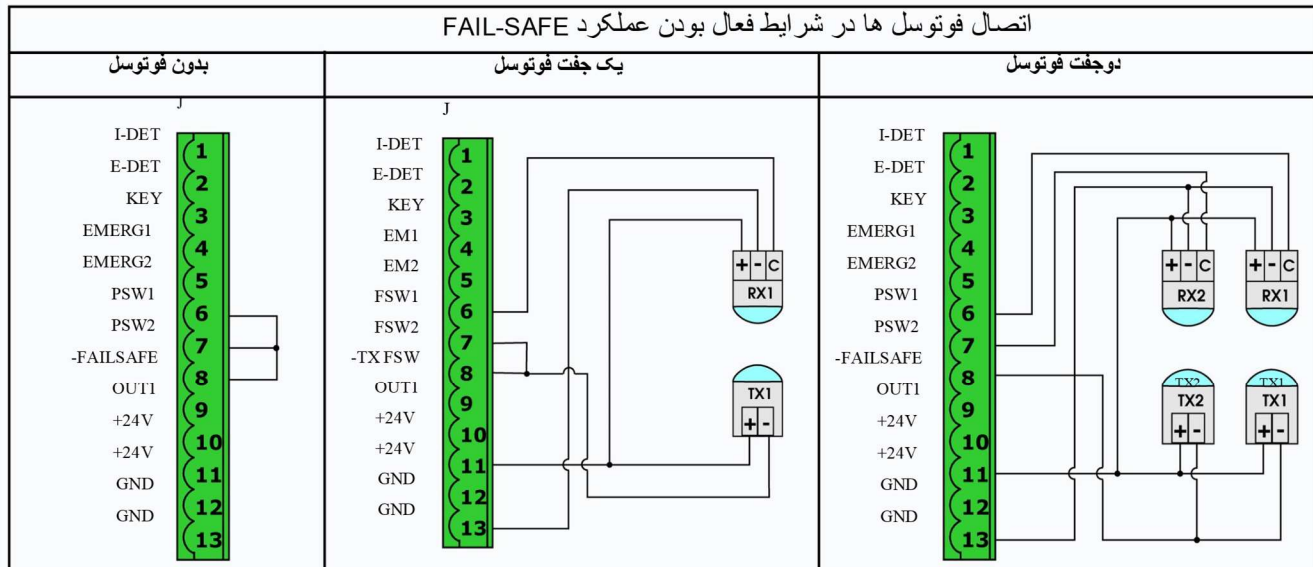 اتصال فوتوسل ها در شرایط فعال بودن عملکرد FAIL-SAFE
بدون فوتوسل
یک جفت فوتوسل
دوجفت فوتوسل
J
I-DET
E-DET
KEY
EMERG1
EMERG2
PSW1
PSW2
-FAILSAFE
OUT1
+24V
+24V
GND
GND
1
2
3
4
5
6
7
8
9
10
11
12
13
J
I-DET
E-DET
KEY
EM1
EM2
FSW1
FSW2
-TX FSW
OUT1
+24V
+24V
GND
GND
1
2
3
4
5
6
7
8
9
10
11
12
13
+ - C
RX1
TX1
+ -
I-DET
E-DET
KEY
EMERG1
EMERG2
PSW1
PSW2
-FAILSAFE
OUT1
+24V
+24V
GND
GND
1
2
3
4
5
6
7
8
9
10
11
12
13
+ - C
RX2
+ - C
RX1
TX2
TX2
+ -
TX1
TX1
+ -